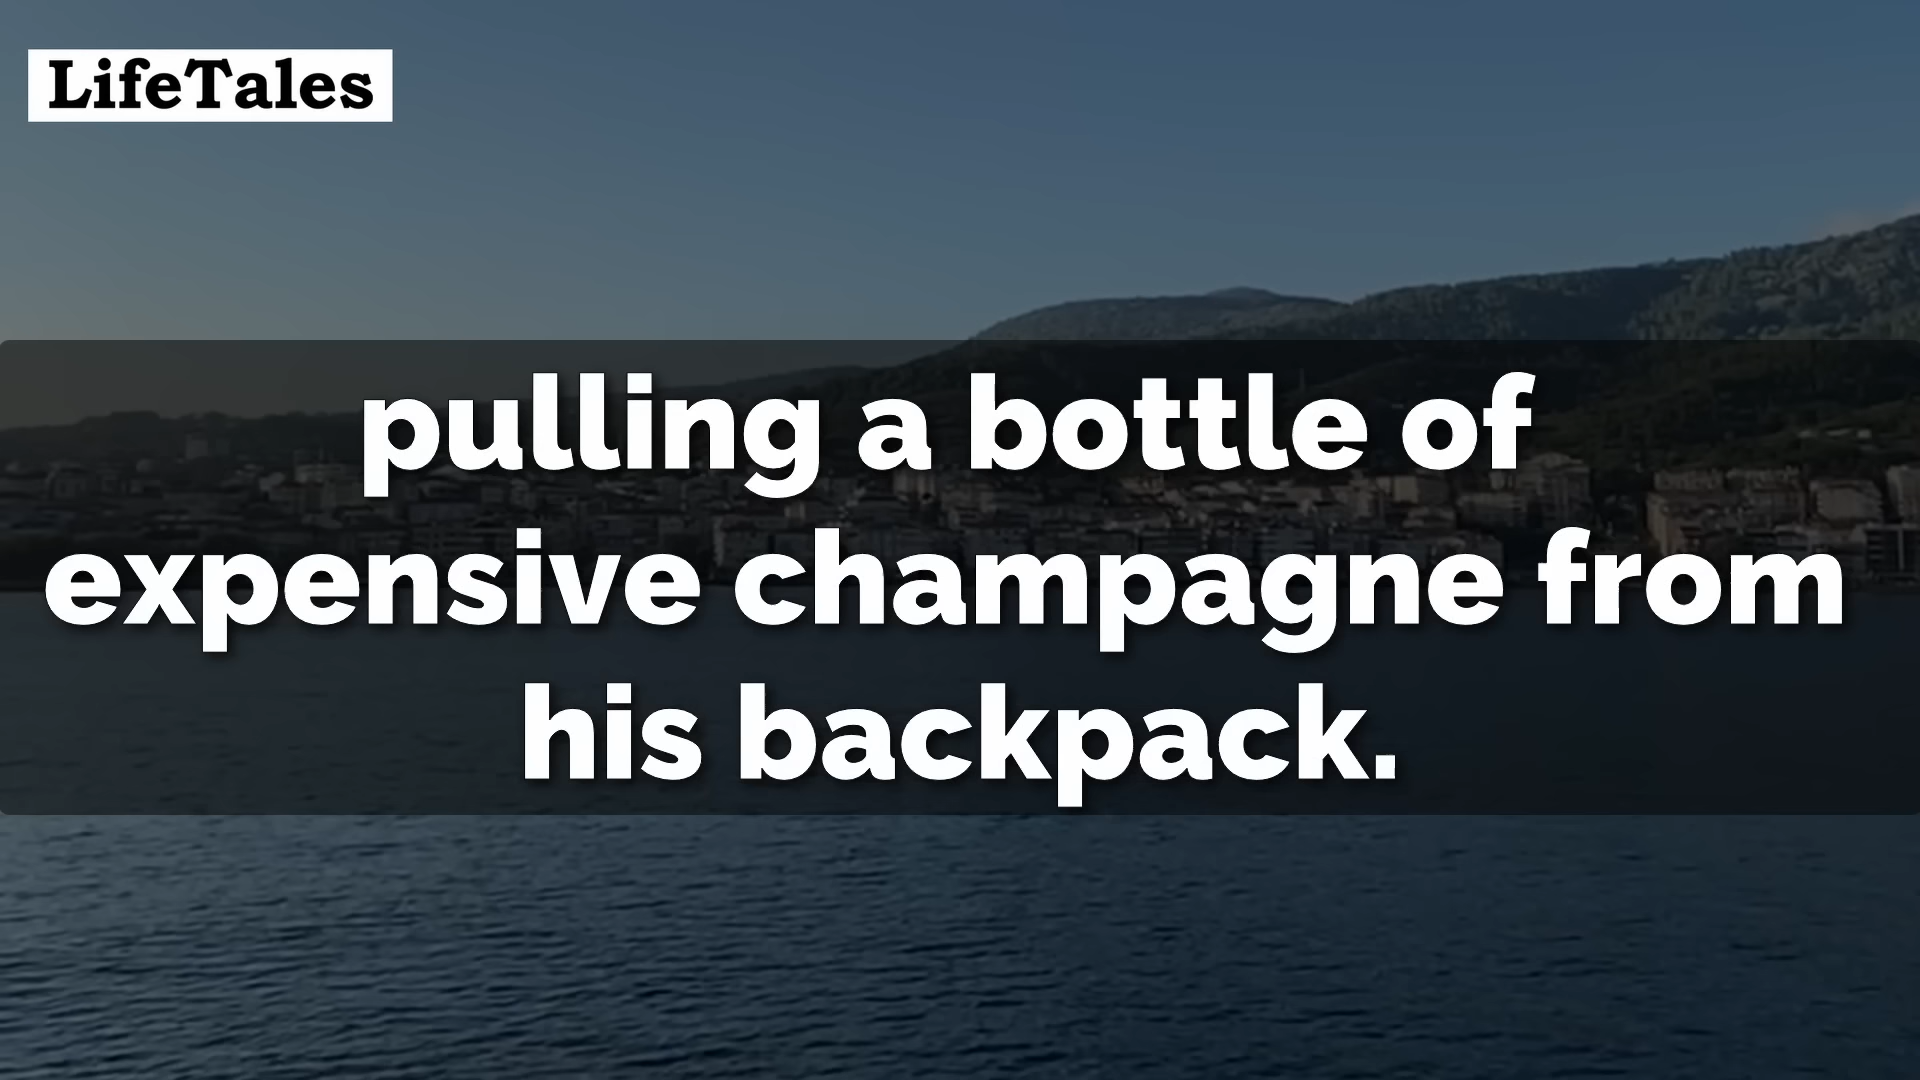 LifeTales
pulling a bottle of
expensive champagne from
his backpack.